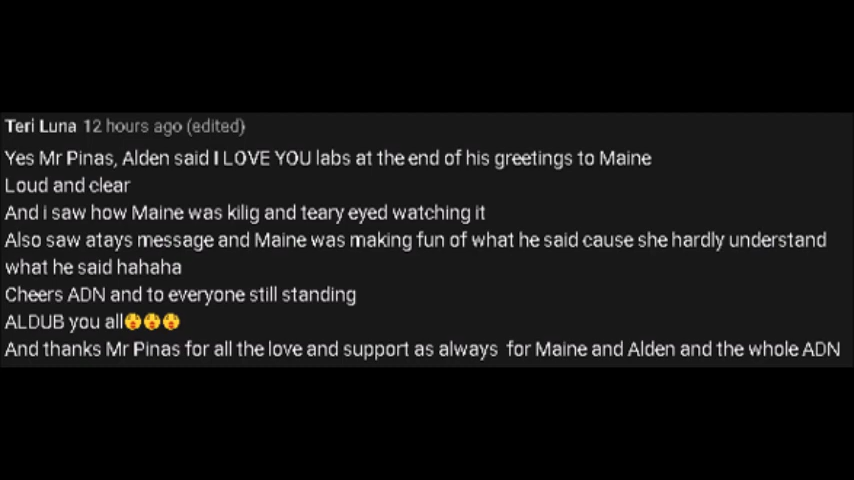 Teri Luna 12 hours ago (edited)
Yes Mr Pinas, Alden said I LOVE YOU labs at the end of his greetings to Maine
Loud and clear
And i saw how Maine was kilig and teary eyed watching it
Also saw atays message and Maine was making fun of what he said cause she hardly understand
what he said hahaha
Cheers ADN and to everyone still standing
ALDUB you all
And thanks Mr Pinas for all the love and support as always for Maine and Alden and the whole ADN